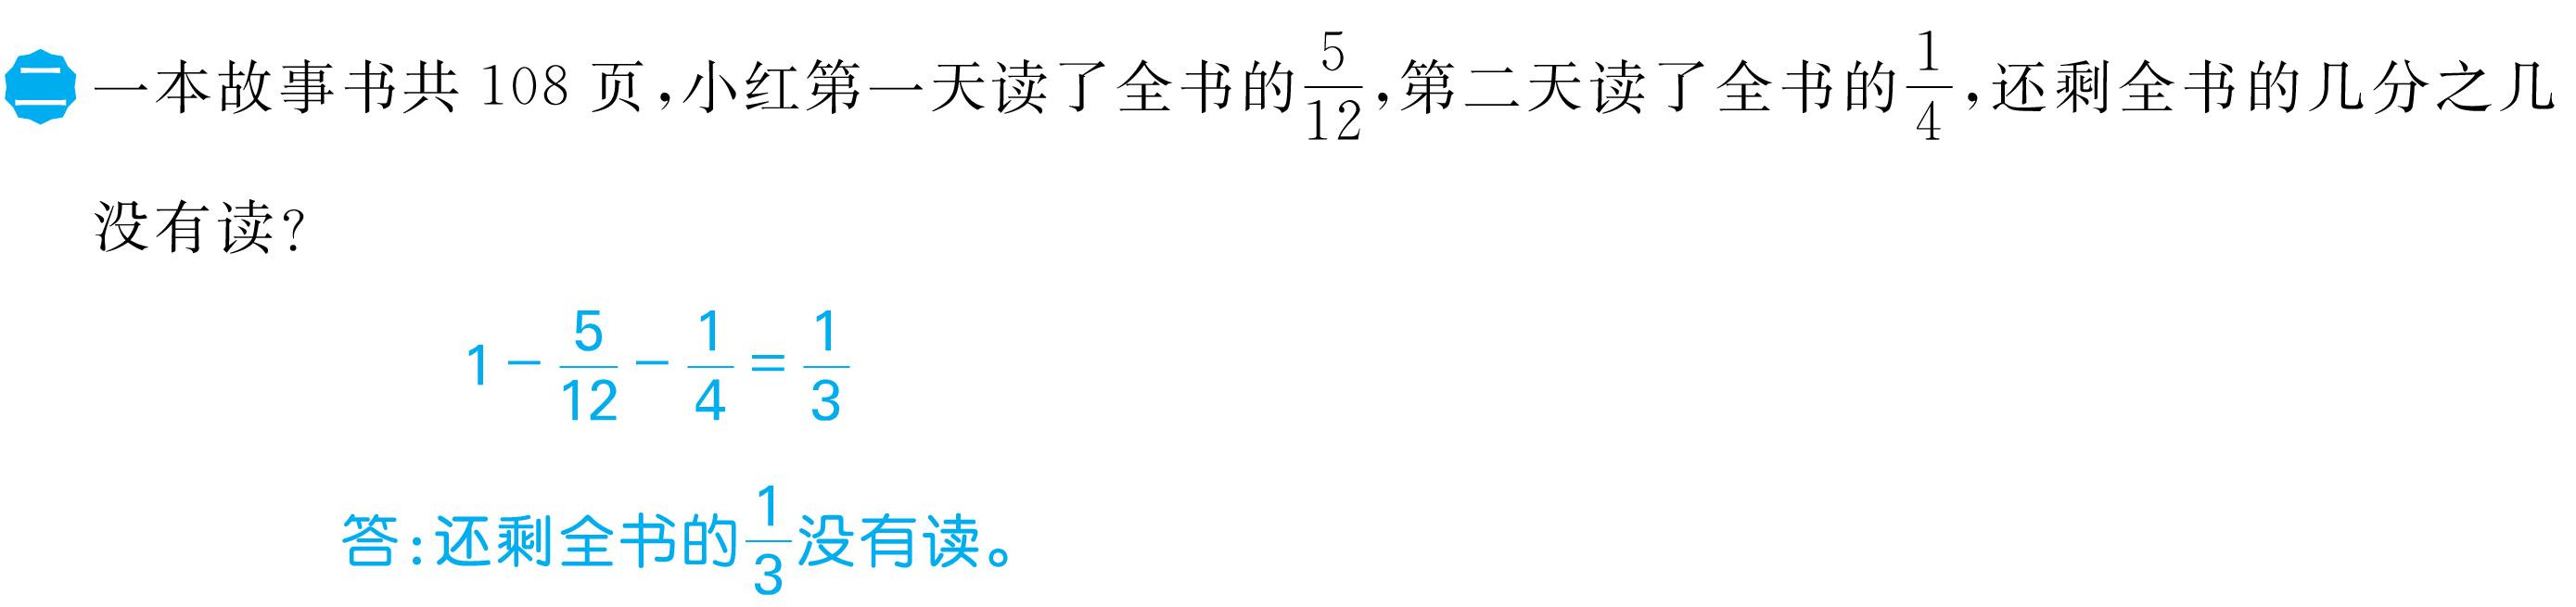 二 一本故事书共 108 页,小红第一天读了全书的5/12,第二天读了全书的1/4,还剩全书的几分之几
没有读?
1 - 5/12 - 1/4 = 1/3
答:还剩全书的1/3没有读。